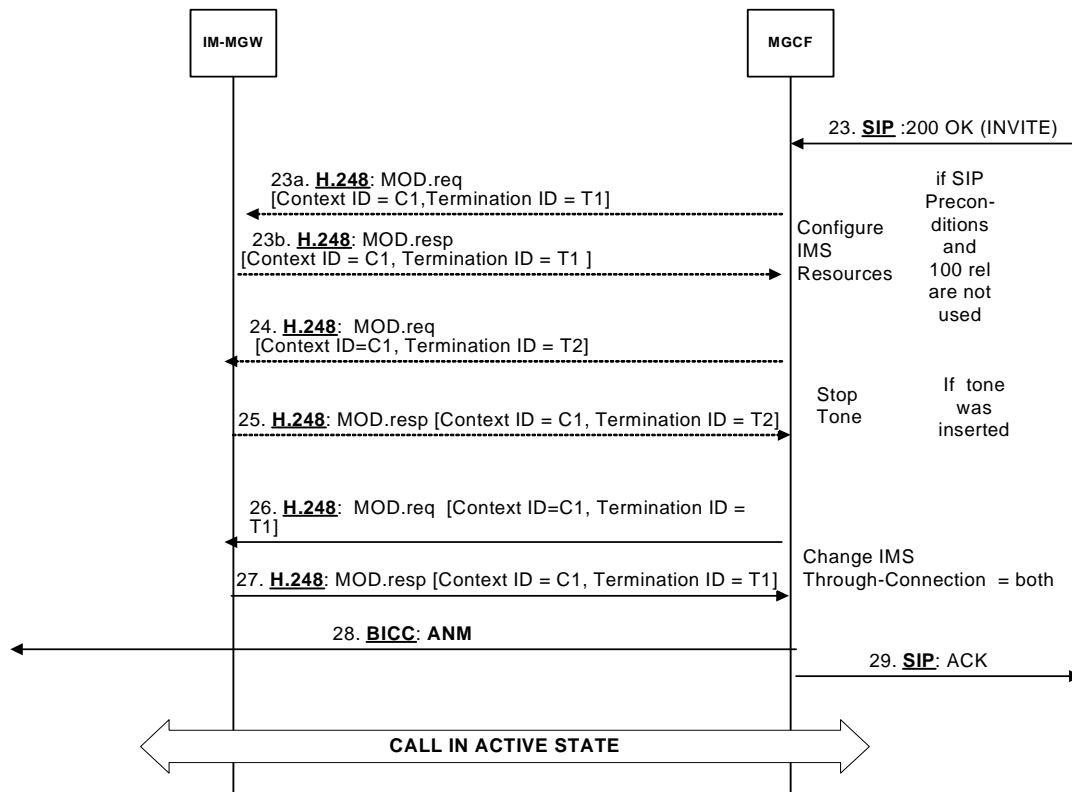 IM-MGW
MGCF
23. SIP :200 OK (INVITE)
23a. H.248: MOD.req
[Context ID = C1,Termination ID = T1]
23b. H.248: MOD.resp
[Context ID = C1, Termination ID = T1 ]
Configure
IMS
Resources
if SIP
Precon-
ditions
and
100 rel
are not
used
24. H.248:  MOD.req
[Context ID=C1, Termination ID = T2]
25. H.248: MOD.resp [Context ID = C1, Termination ID = T2]
Stop
Tone
If  tone
was
inserted
26. H.248:  MOD.req  [Context ID=C1, Termination ID =
T1]
27. H.248: MOD.resp [Context ID = C1, Termination ID = T1]
Change IMS
Through-Connection  = both
28. BICC: ANM
29. SIP: ACK
CALL IN ACTIVE STATE